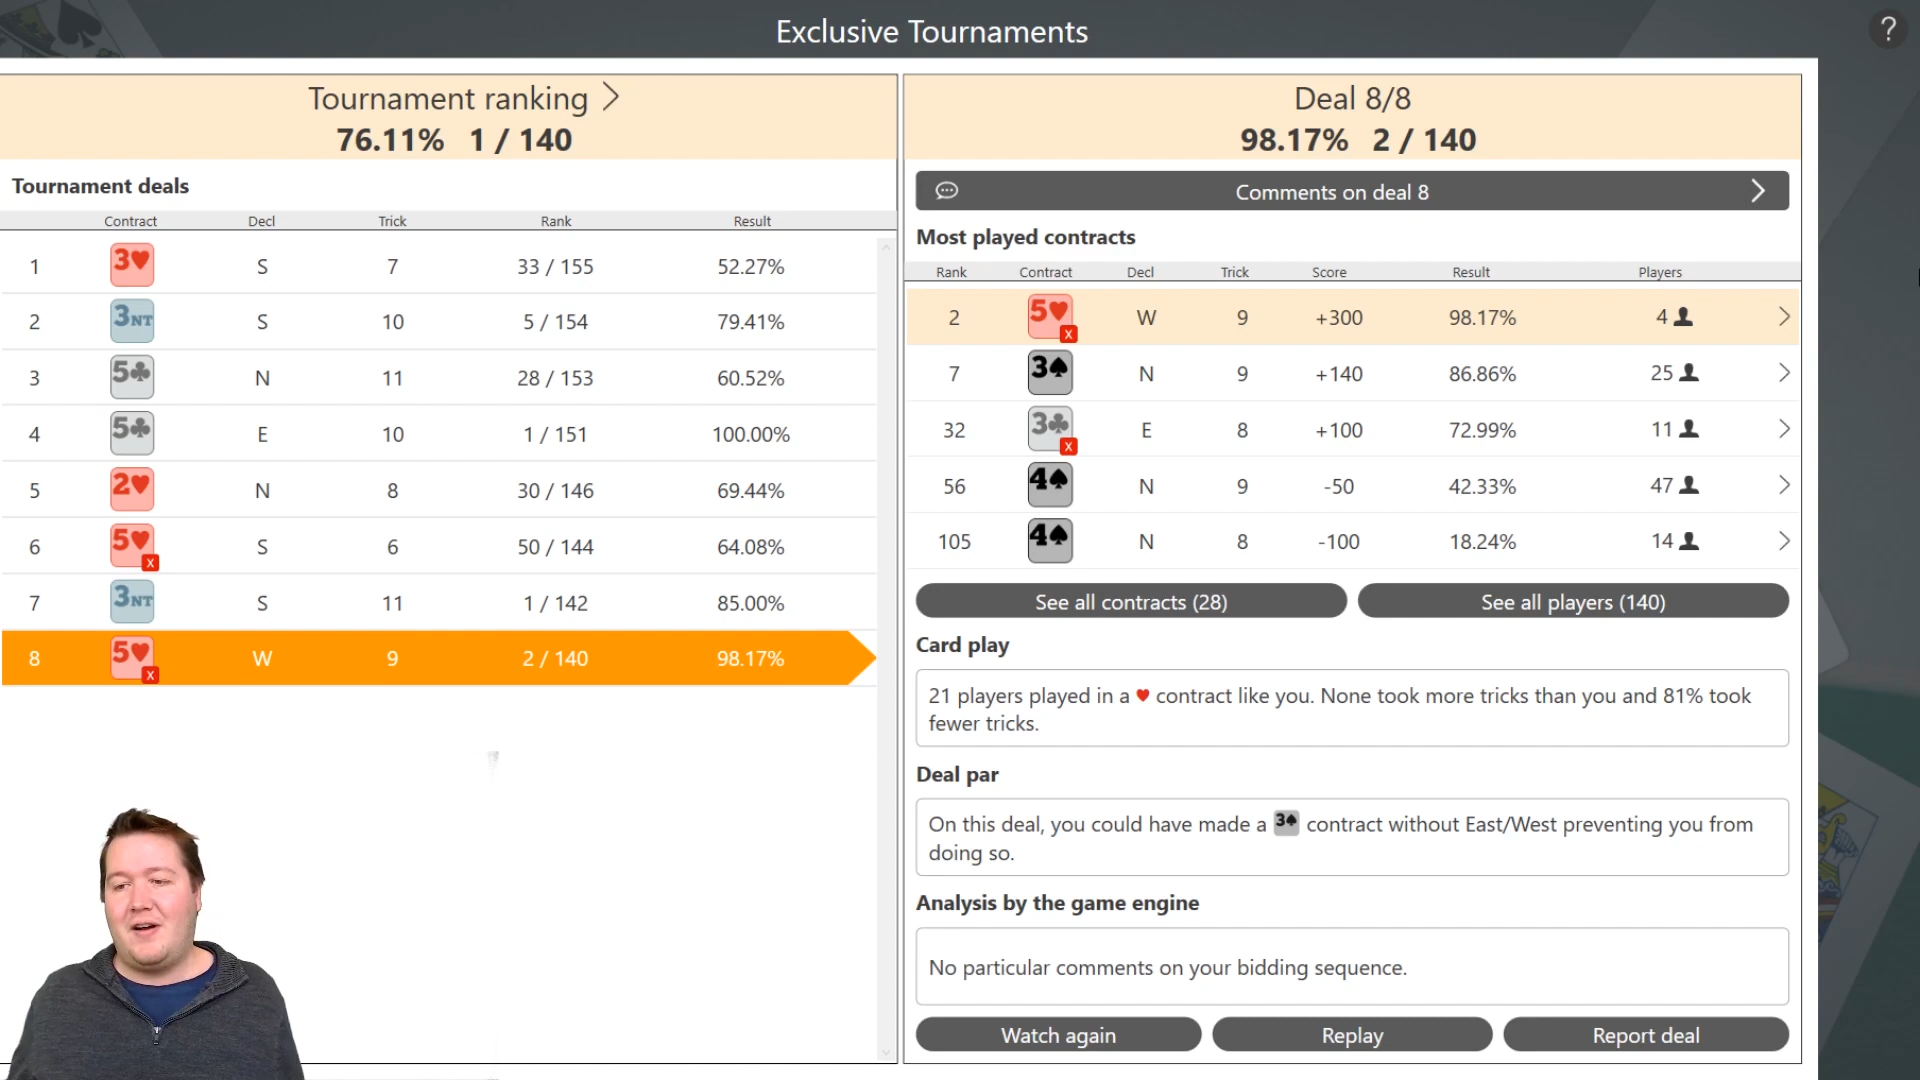 Exclusive Tournaments
?
Tournament ranking >
76.11% 1 / 140
Tournament deals
Contract Decl Trick Rank Result
1 3♥ S 7 33 / 155 52.27%
2 3NT S 10 5 / 154 79.41%
3 5♣ N 11 28 / 153 60.52%
4 5♣ E 10 1 / 151 100.00%
5 2♥ N 8 30 / 146 69.44%
6 5♥ X S 6 50 / 144 64.08%
7 3NT S 11 1 / 142 85.00%
8 5♥ X W 9 2 / 140 98.17%
Deal 8/8
98.17% 2 / 140
Comments on deal 8
Most played contracts
Rank Contract Decl Trick Score Result Players
2 5♥ X W 9 +300 98.17% 4
7 3♠ N 9 +140 86.86% 25
32 3♣ X E 8 +100 72.99% 11
56 4♠ N 9 -50 42.33% 47
105 4♠ N 8 -100 18.24% 14
See all contracts (28) See all players (140)
Card play
21 players played in a ♥ contract like you. None took more tricks than you and 81% took
fewer tricks.
Deal par
On this deal, you could have made a 3♠ contract without East/West preventing you from
doing so.
Analysis by the game engine
No particular comments on your bidding sequence.
Watch again Replay Report deal